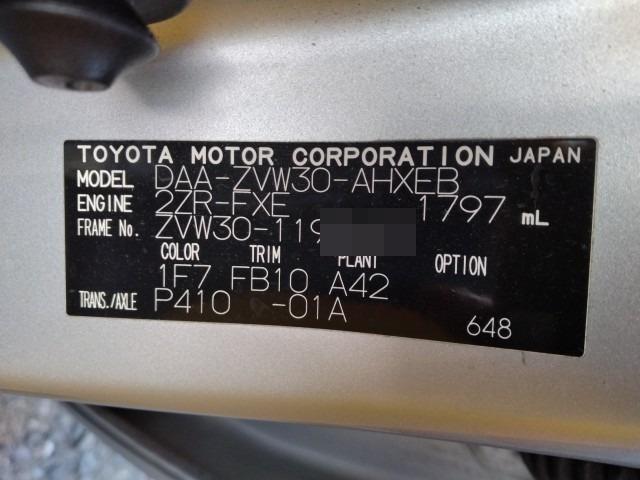 TOYOTA MOTOR CORPORATION JAPAN
MODEL DAA-ZVW30-AHXEB
ENGINE 2ZR-FXE 1797 mL
FRAME No. ZVW30-119
COLOR TRIM PLANT OPTION
1F7 FB10 A42
TRANS./AXLE P410 -01A
648